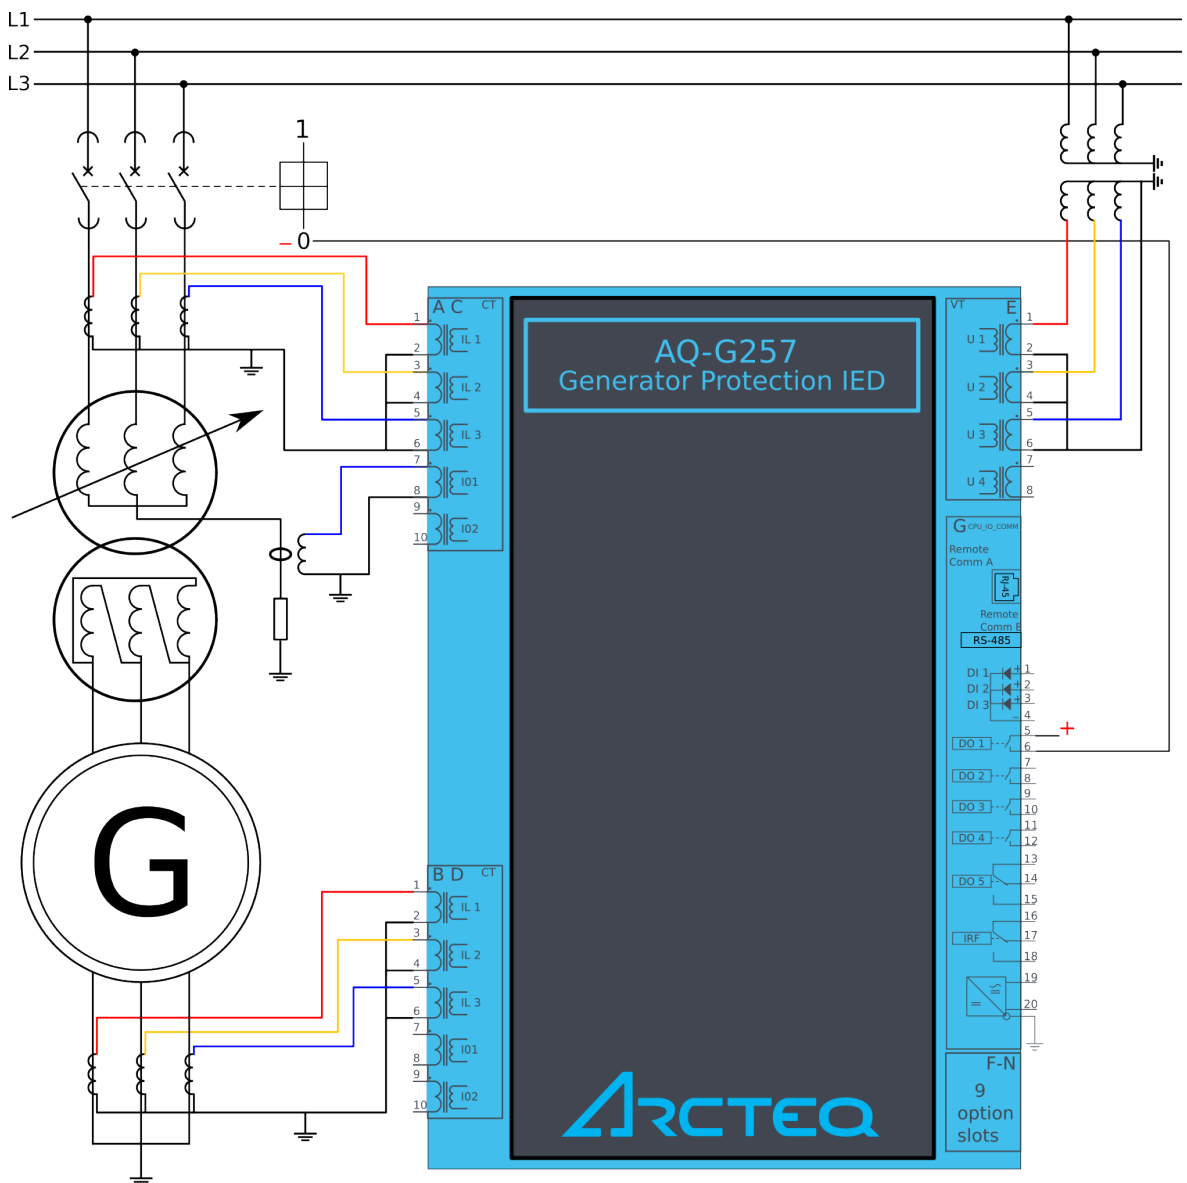 L1
L2
L3
1
− 0
A C CT
1
IL 1
2
3
IL 2
4
5
IL 3
6
7
I01
8
9
I02
10
AQ-G257
Generator Protection IED
VT E
1
U 1
2
3
U 2
4
5
U 3
6
7
U 4
8
G CPU_IO_COMM
Remote
Comm A
RJ-45
Remote
Comm B
RS-485
DI 1 + 1
DI 2 + 2
DI 3 + 3
− 4
5 +
DO 1
6
7
DO 2
8
9
DO 3
10
11
DO 4
12
13
DO 5 14
15
16
IRF 17
18
19
20
F-N
9
option
slots
G
B D CT
1
IL 1
2
3
IL 2
4
5
IL 3
6
7
I01
8
9
I02
10
ARCTEQ